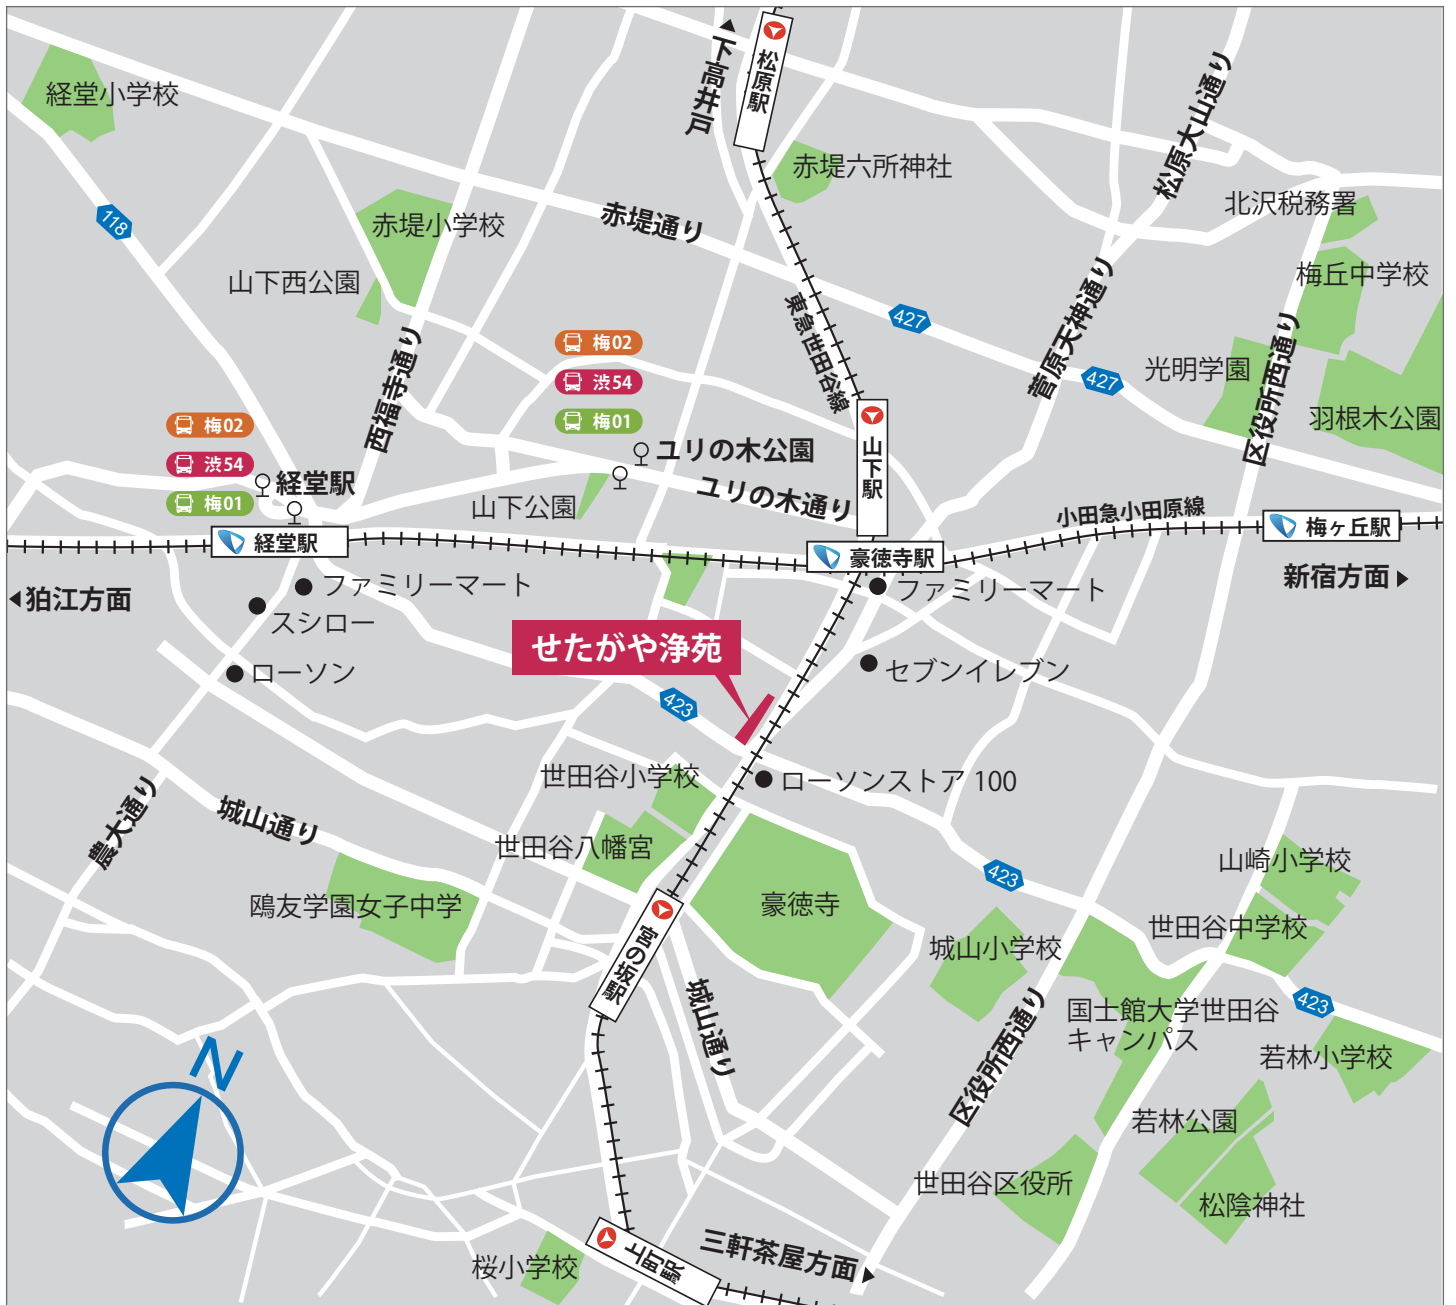 松原駅
下高井戸
経堂小学校
松原大山通り
赤堤六所神社
北沢税務署
118
赤堤小学校
赤堤通り
山下西公園
梅丘中学校
東急世田谷線
菅原天神通り
427
梅02
渋54
梅01
西福寺通り
427
光明学園
区役所西通り
羽根木公園
梅02
渋54
梅01
経堂駅
ユリの木公園
山下駅
ユリの木通り
山下公園
小田急小田原線
経堂駅
豪徳寺駅
梅ヶ丘駅
新宿方面
狛江方面
ファミリーマート
ファミリーマート
スシロー
せたがや浄苑
セブンイレブン
ローソン
423
世田谷小学校
ローソンストア 100
農大通り
城山通り
世田谷八幡宮
423
山崎小学校
鴎友学園女子中学
豪徳寺
世田谷中学校
城山小学校
宮の坂駅
城山通り
423
国士館大学世田谷
キャンパス
区役所西通り
若林小学校
N
若林公園
世田谷区役所
松陰神社
上町駅
三軒茶屋方面
桜小学校